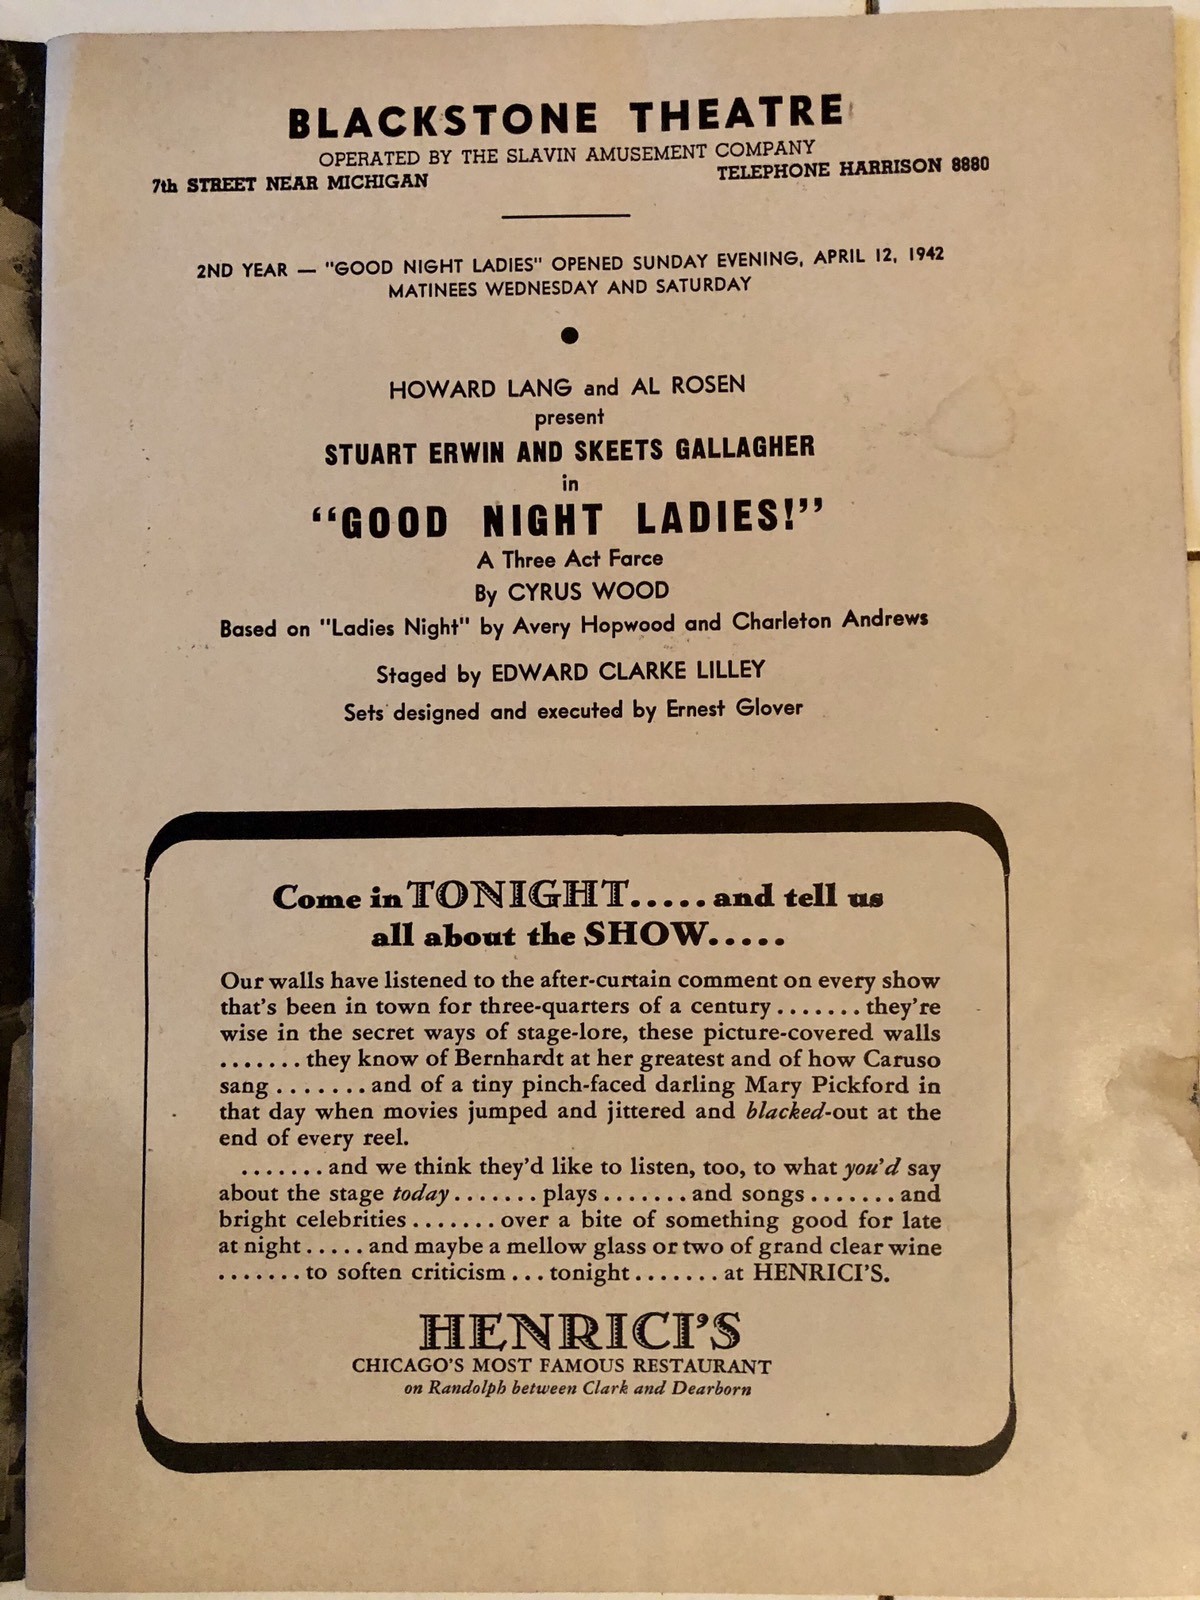 BLACKSTONE THEATRE
OPERATED BY THE SLAVIN AMUSEMENT COMPANY
7th STREET NEAR MICHIGAN TELEPHONE HARRISON 8880
2ND YEAR — "GOOD NIGHT LADIES" OPENED SUNDAY EVENING, APRIL 12, 1942
MATINEES WEDNESDAY AND SATURDAY
HOWARD LANG and AL ROSEN
present
STUART ERWIN AND SKEETS GALLAGHER
in
“GOOD NIGHT LADIES!”
A Three Act Farce
By CYRUS WOOD
Based on "Ladies Night" by Avery Hopwood and Charleton Andrews
Staged by EDWARD CLARKE LILLEY
Sets designed and executed by Ernest Glover
Come in TONIGHT.....and tell us
all about the SHOW.....
Our walls have listened to the after-curtain comment on every show
that's been in town for three-quarters of a century.......they're
wise in the secret ways of stage-lore, these picture-covered walls
.......they know of Bernhardt at her greatest and of how Caruso
sang.......and of a tiny pinch-faced darling Mary Pickford in
that day when movies jumped and jittered and blacked-out at the
end of every reel.
.......and we think they'd like to listen, too, to what you'd say
about the stage today.......plays.......and songs.......and
bright celebrities.......over a bite of something good for late
at night.....and maybe a mellow glass or two of grand clear wine
.......to soften criticism...tonight.......at HENRICI'S.
HENRICI'S
CHICAGO'S MOST FAMOUS RESTAURANT
on Randolph between Clark and Dearborn